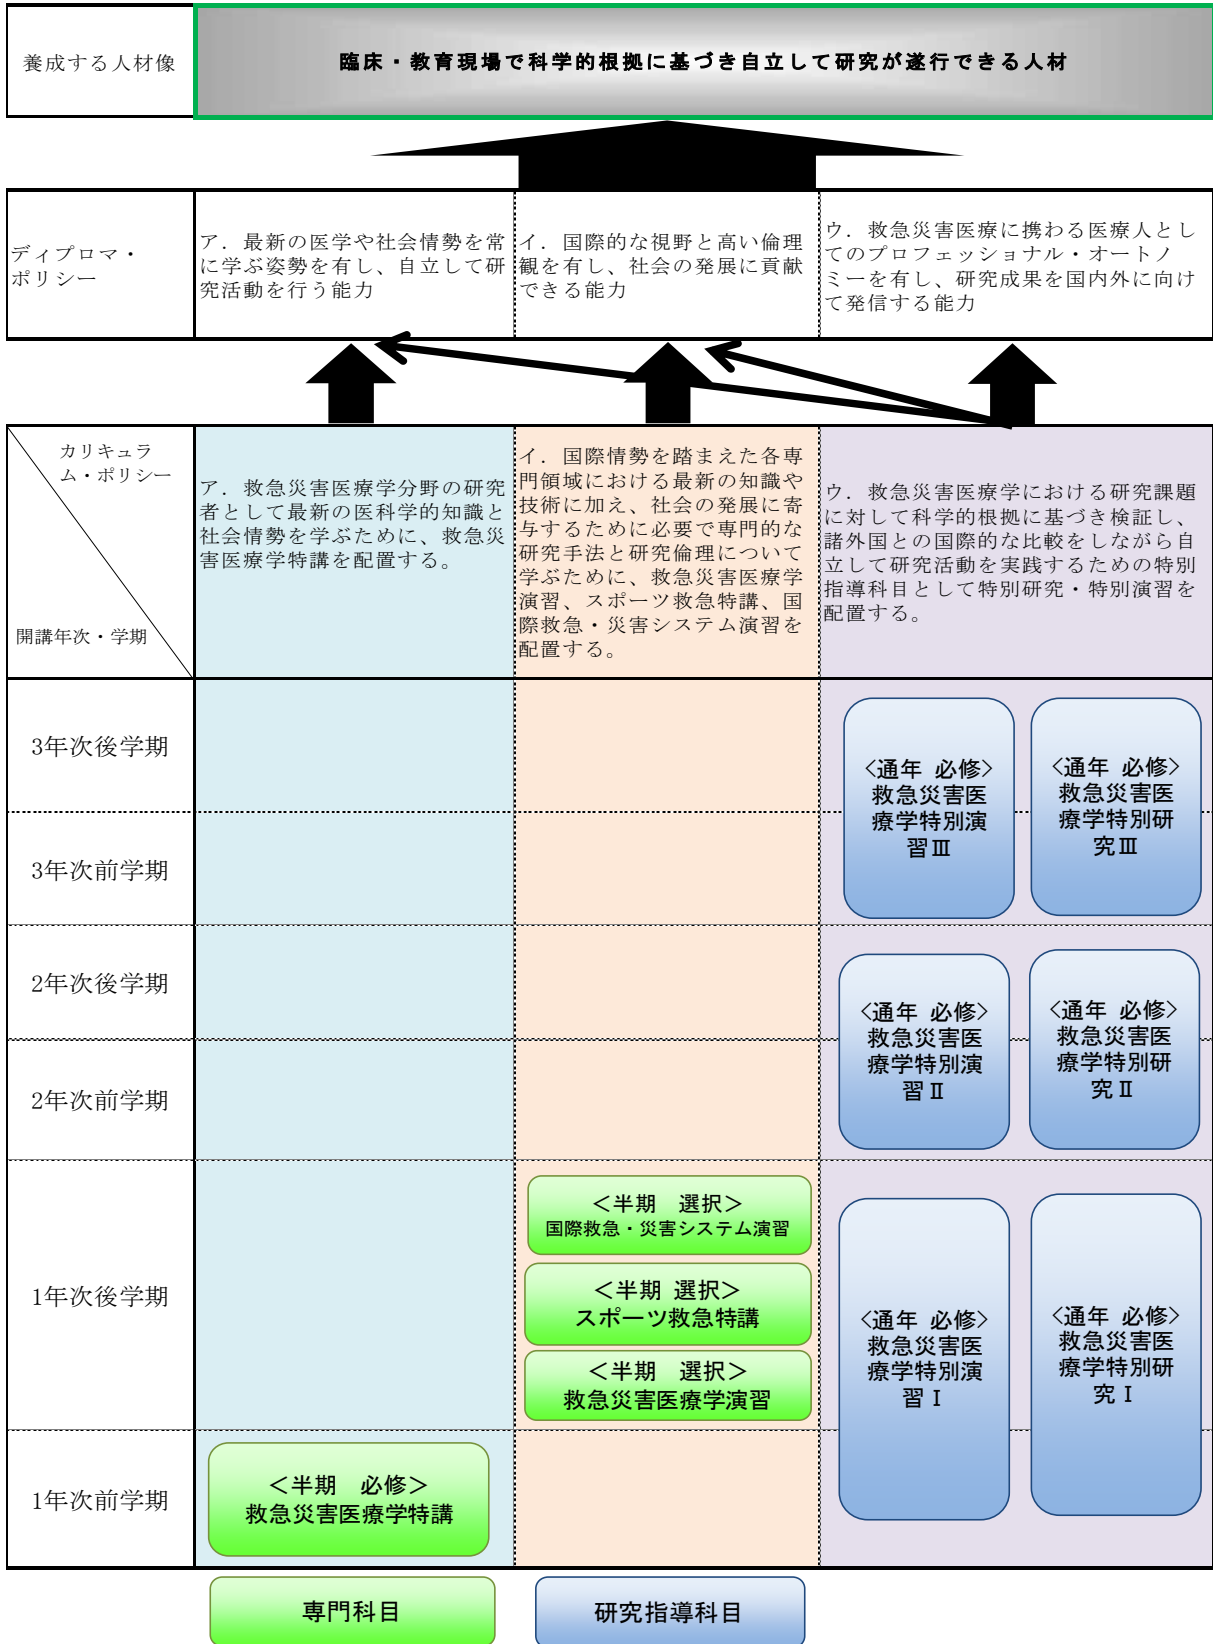 養成する人材像
臨床・教育現場で科学的根拠に基づき自立して研究が遂行できる人材
ディプロマ・
ポリシー
ア．最新の医学や社会情勢を常
に学ぶ姿勢を有し、自立して研
究活動を行う能力
イ．国際的な視野と高い倫理
観を有し、社会の発展に貢献
できる能力
ウ．救急災害医療に携わる医療人とし
てのプロフェッショナル・オートノ
ミーを有し、研究成果を国内外に向け
て発信する能力
カリキュラ
ム・ポリシー
開講年次・学期
ア．救急災害医療学分野の研究
者として最新の医科学的知識と
社会情勢を学ぶために、救急災
害医療学特講を配置する。
イ．国際情勢を踏まえた各専
門領域における最新の知識や
技術に加え、社会の発展に寄
与するために必要で専門的な
研究手法と研究倫理について
学ぶために、救急災害医療学
演習、スポーツ救急特講、国
際救急・災害システム演習を
配置する。
ウ．救急災害医療学における研究課題
に対して科学的根拠に基づき検証し、
諸外国との国際的な比較をしながら自
立して研究活動を実践するための特別
指導科目として特別研究・特別演習を
配置する。
3年次後学期
3年次前学期
<通年 必修>
救急災害医
療学特別演
習Ⅲ
<通年 必修>
救急災害医
療学特別研
究Ⅲ
2年次後学期
2年次前学期
<通年 必修>
救急災害医
療学特別演
習Ⅱ
<通年 必修>
救急災害医
療学特別研
究Ⅱ
1年次後学期
＜半期　選択＞
国際救急・災害システム演習
＜半期 選択＞
スポーツ救急特講
＜半期　選択＞
救急災害医療学演習
<通年 必修>
救急災害医
療学特別演
習Ⅰ
<通年 必修>
救急災害医
療学特別研
究Ⅰ
1年次前学期
＜半期　必修＞
救急災害医療学特講
専門科目
研究指導科目